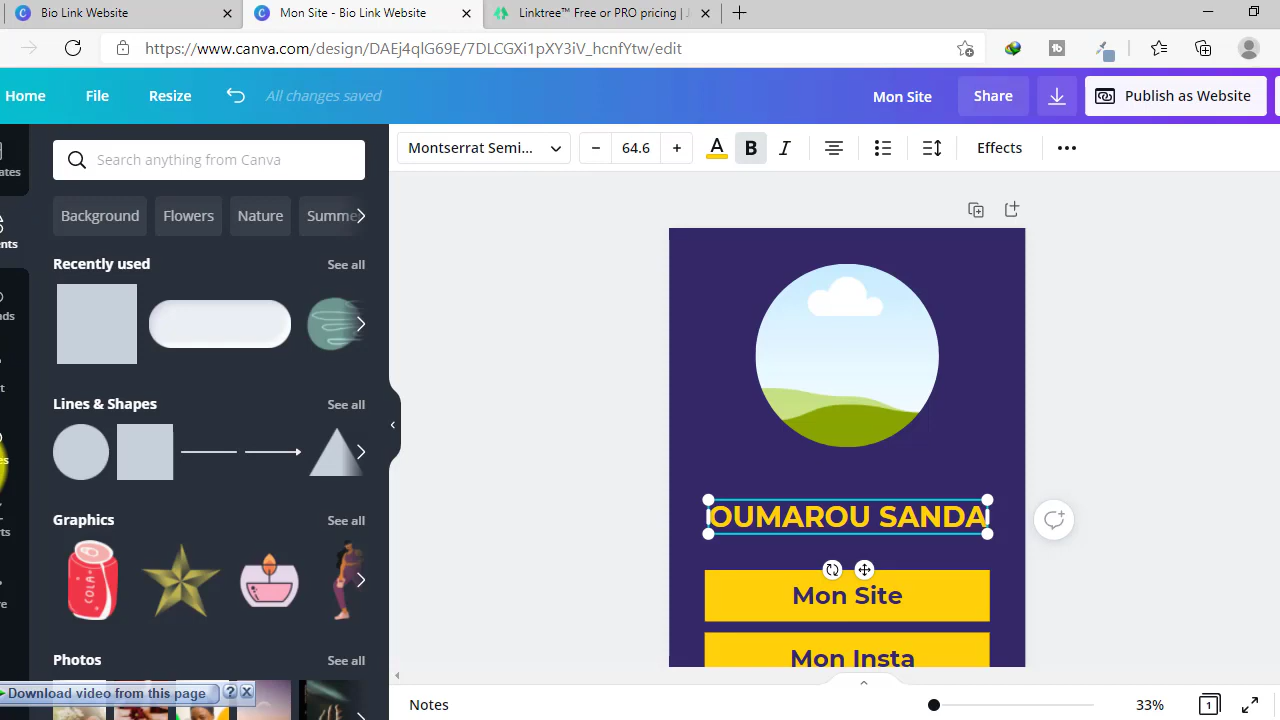 Bio Link Website
Mon Site - Bio Link Website
Linktree™ Free or PRO pricing | J
https://www.canva.com/design/DAEj4qlG69E/7DLCGXi1pXY3iV_hcnfYtw/edit
Home
File
Resize
All changes saved
Mon Site
Share
Publish as Website
Search anything from Canva
Montserrat Semi...
64.6
A
B
I
Effects
Background
Flowers
Nature
Summe
Recently used
See all
Lines & Shapes
See all
Graphics
See all
COLA
Photos
See all
Download video from this page
?
X
OUMAROU SANDA
Mon Site
Mon Insta
Notes
33%
1